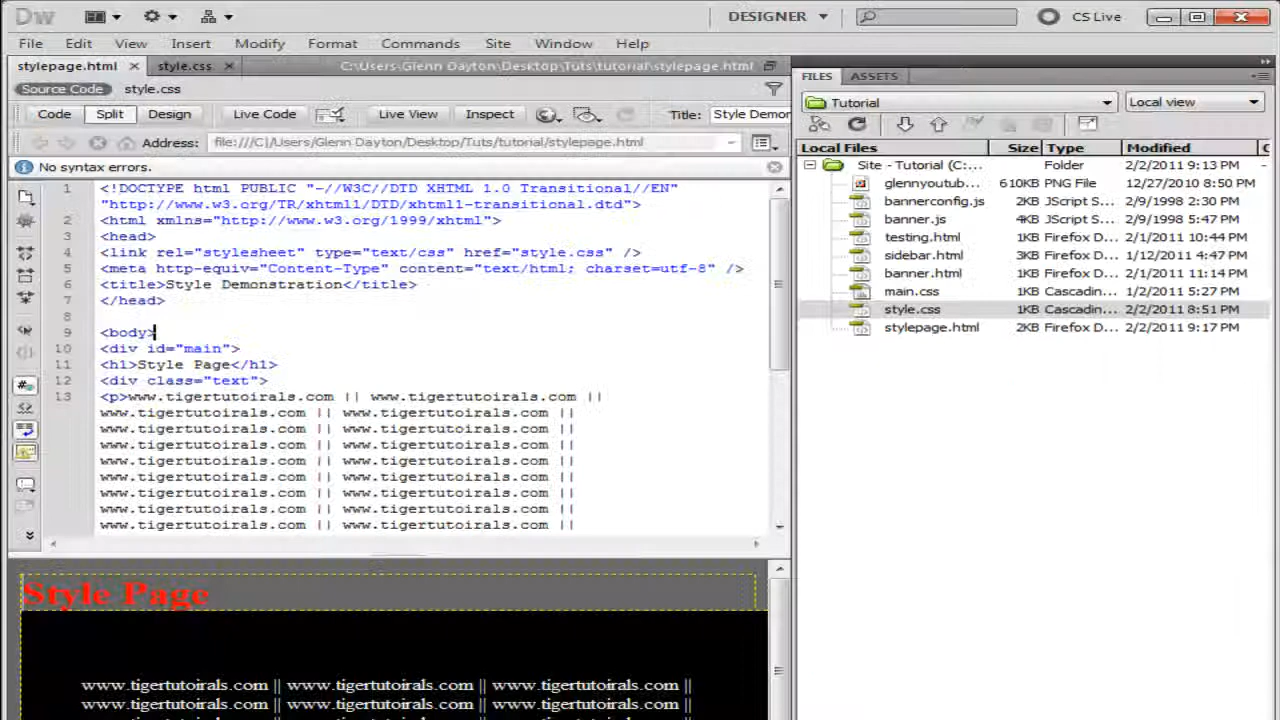 Dw DESIGNER CS Live
File Edit View Insert Modify Format Commands Site Window Help
stylepage.html style.css C:\Users\Glenn Dayton\Desktop\Tuts\tutorial\stylepage.html
Source Code style.css
Code Split Design Live Code Live View Inspect Title: Style Demon
Address: file:///C|/Users/Glenn Dayton/Desktop/Tuts/tutorial/stylepage.html
No syntax errors.
1 <!DOCTYPE html PUBLIC "-//W3C//DTD XHTML 1.0 Transitional//EN"
"http://www.w3.org/TR/xhtml1/DTD/xhtml1-transitional.dtd">
2 <html xmlns="http://www.w3.org/1999/xhtml">
3 <head>
4 <link rel="stylesheet" type="text/css" href="style.css" />
5 <meta http-equiv="Content-Type" content="text/html; charset=utf-8" />
6 <title>Style Demonstration</title>
7 </head>
8
9 <body>
10 <div id="main">
11 <h1>Style Page</h1>
12 <div class="text">
13 <p>www.tigertutoirals.com || www.tigertutoirals.com ||
www.tigertutoirals.com || www.tigertutoirals.com ||
www.tigertutoirals.com || www.tigertutoirals.com ||
www.tigertutoirals.com || www.tigertutoirals.com ||
www.tigertutoirals.com || www.tigertutoirals.com ||
www.tigertutoirals.com || www.tigertutoirals.com ||
www.tigertutoirals.com || www.tigertutoirals.com ||
www.tigertutoirals.com || www.tigertutoirals.com ||
www.tigertutoirals.com || www.tigertutoirals.com ||
Style Page
www.tigertutoirals.com || www.tigertutoirals.com || www.tigertutoirals.com ||
www.tigertutoirals.com || www.tigertutoirals.com || www.tigertutoirals.com ||
FILES ASSETS
Tutorial Local view
Local Files Size Type Modified C
Site - Tutorial (C:... Folder 2/2/2011 9:13 PM -
glennyoutub... 610KB PNG File 12/27/2010 8:50 PM
bannerconfig.js 2KB JScript S... 2/9/1998 2:30 PM
banner.js 4KB JScript S... 2/9/1998 5:47 PM
testing.html 1KB Firefox D... 2/1/2011 10:44 PM
sidebar.html 3KB Firefox D... 1/12/2011 4:47 PM
banner.html 1KB Firefox D... 2/1/2011 11:14 PM
main.css 1KB Cascadin... 1/2/2011 5:27 PM
style.css 1KB Cascadin... 2/2/2011 8:51 PM
stylepage.html 2KB Firefox D... 2/2/2011 9:17 PM